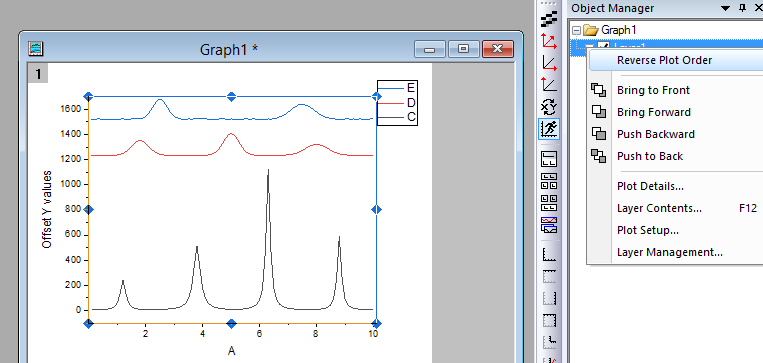 Object Manager
Graph1
Layer1
Reverse Plot Order
Bring to Front
Bring Forward
Push Backward
Push to Back
Plot Details...
Layer Contents... F12
Plot Setup...
Layer Management...
Graph1 *
1
E
D
C
1600
1400
1200
1000
800
600
400
200
0
Offset Y values
2
4
6
8
10
A
XY